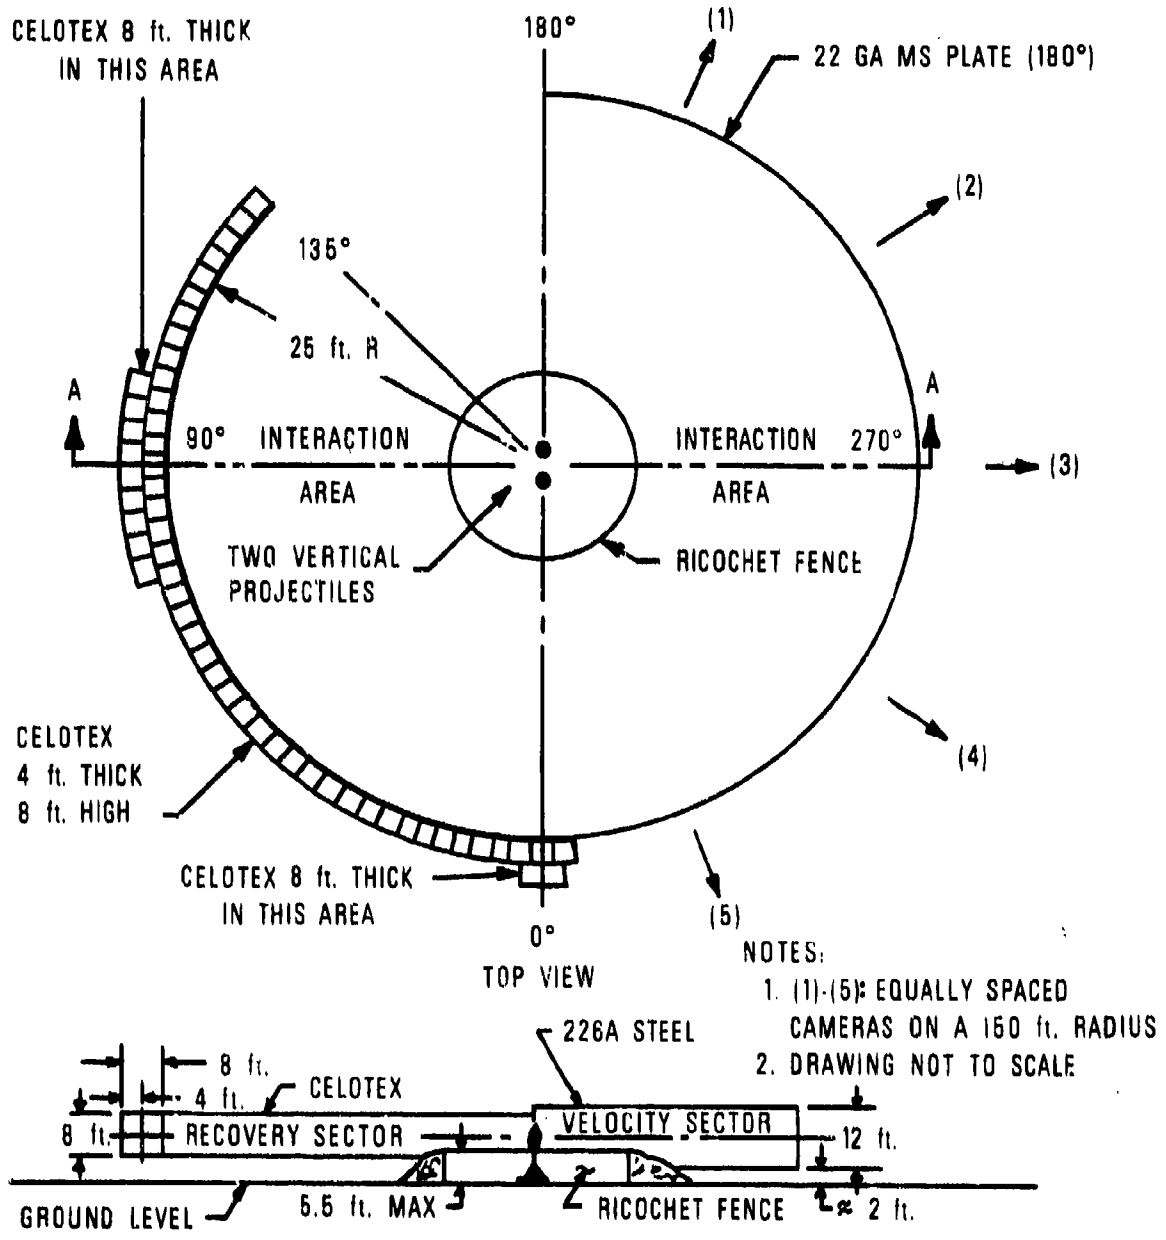 CELOTEX 8 ft. THICK
IN THIS AREA
180°
(1)
22 GA MS PLATE (180°)
(2)
135°
25 ft. R
A
A
90°
INTERACTION
AREA
INTERACTION
AREA
270°
(3)
TWO VERTICAL
PROJECTILES
RICOCHET FENCE
CELOTEX
4 ft. THICK
8 ft. HIGH
(4)
CELOTEX 8 ft. THICK
IN THIS AREA
(5)
0°
TOP VIEW
NOTES:
1. (1)-(5): EQUALLY SPACED
CAMERAS ON A 150 ft. RADIUS
2. DRAWING NOT TO SCALE
226A STEEL
8 ft.
4 ft.
CELOTEX
8 ft.
RECOVERY SECTOR
VELOCITY SECTOR
12 ft.
5.5 ft. MAX
RICOCHET FENCE
≈ 2 ft.
GROUND LEVEL